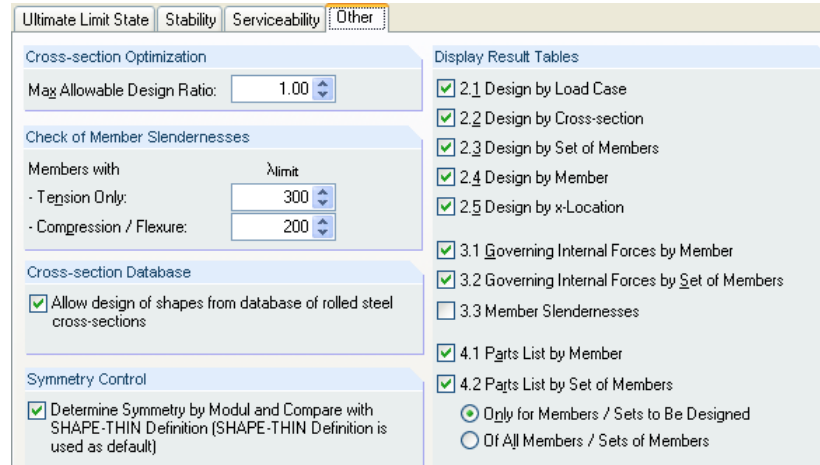 Ultimate Limit State Stability Serviceability Other
Cross-section Optimization
Max Allowable Design Ratio: 1.00
Check of Member Slendernesses
Members with λlimit
- Tension Only: 300
- Compression / Flexure: 200
Cross-section Database
Allow design of shapes from database of rolled steel
cross-sections
Symmetry Control
Determine Symmetry by Modul and Compare with
SHAPE-THIN Definition (SHAPE-THIN Definition is
used as default)
Display Result Tables
2.1 Design by Load Case
2.2 Design by Cross-section
2.3 Design by Set of Members
2.4 Design by Member
2.5 Design by x-Location
3.1 Governing Internal Forces by Member
3.2 Governing Internal Forces by Set of Members
3.3 Member Slendernesses
4.1 Parts List by Member
4.2 Parts List by Set of Members
Only for Members / Sets to Be Designed
Of All Members / Sets of Members